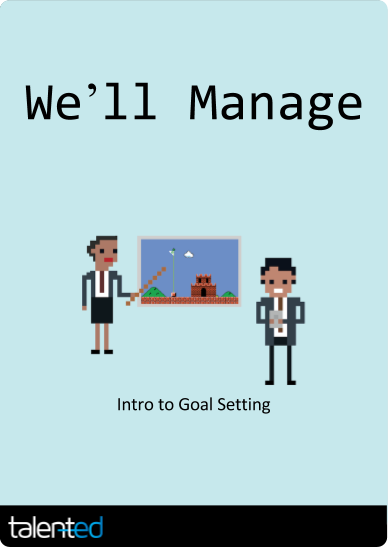 We’ll Manage
Intro to Goal Setting
talented